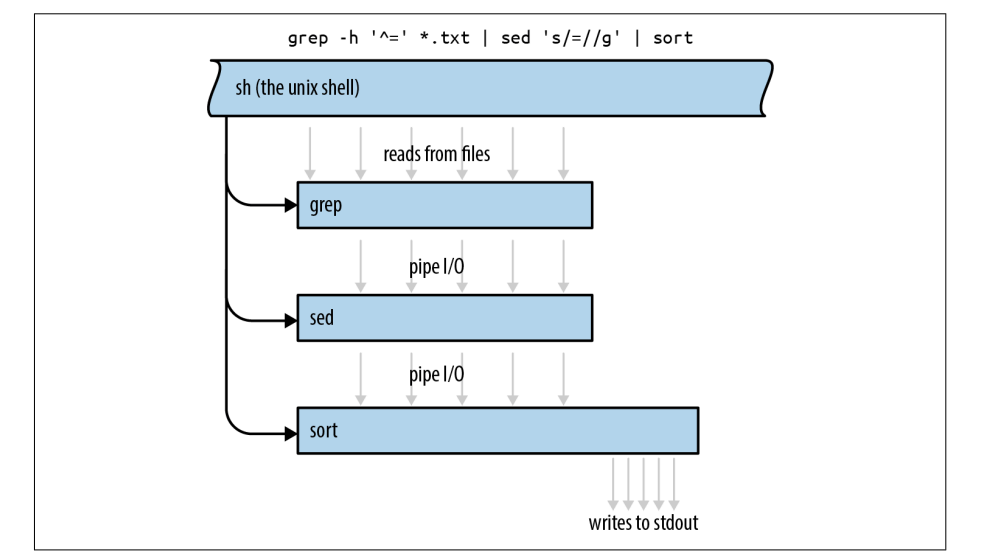 grep -h '^=' *.txt | sed 's/=//g' | sort
sh (the unix shell)
reads from files
grep
pipe I/O
sed
pipe I/O
sort
writes to stdout